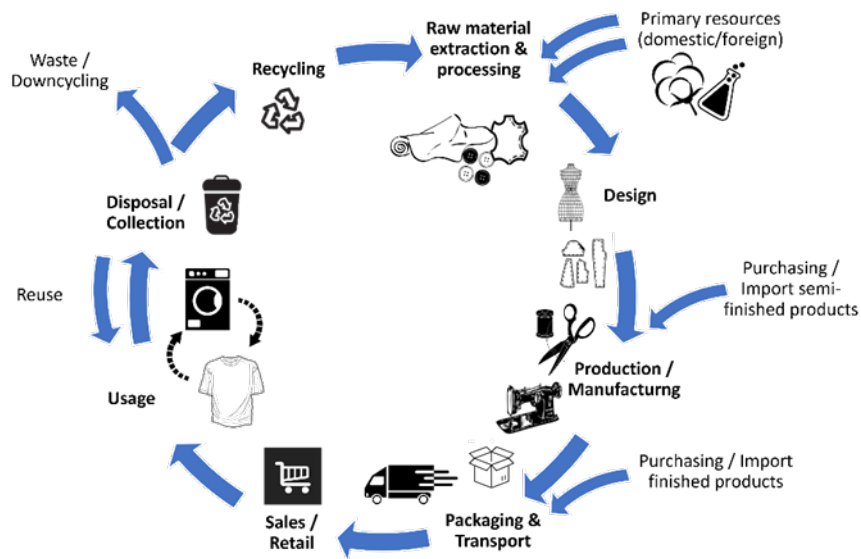 Raw material
extraction &
processing
Primary resources
(domestic/foreign)
Waste /
Downcycling
Recycling
Disposal /
Collection
Design
Reuse
Purchasing /
Import semi-
finished products
Usage
Production /
Manufacturng
Purchasing / Import
finished products
Sales /
Retail
Packaging &
Transport